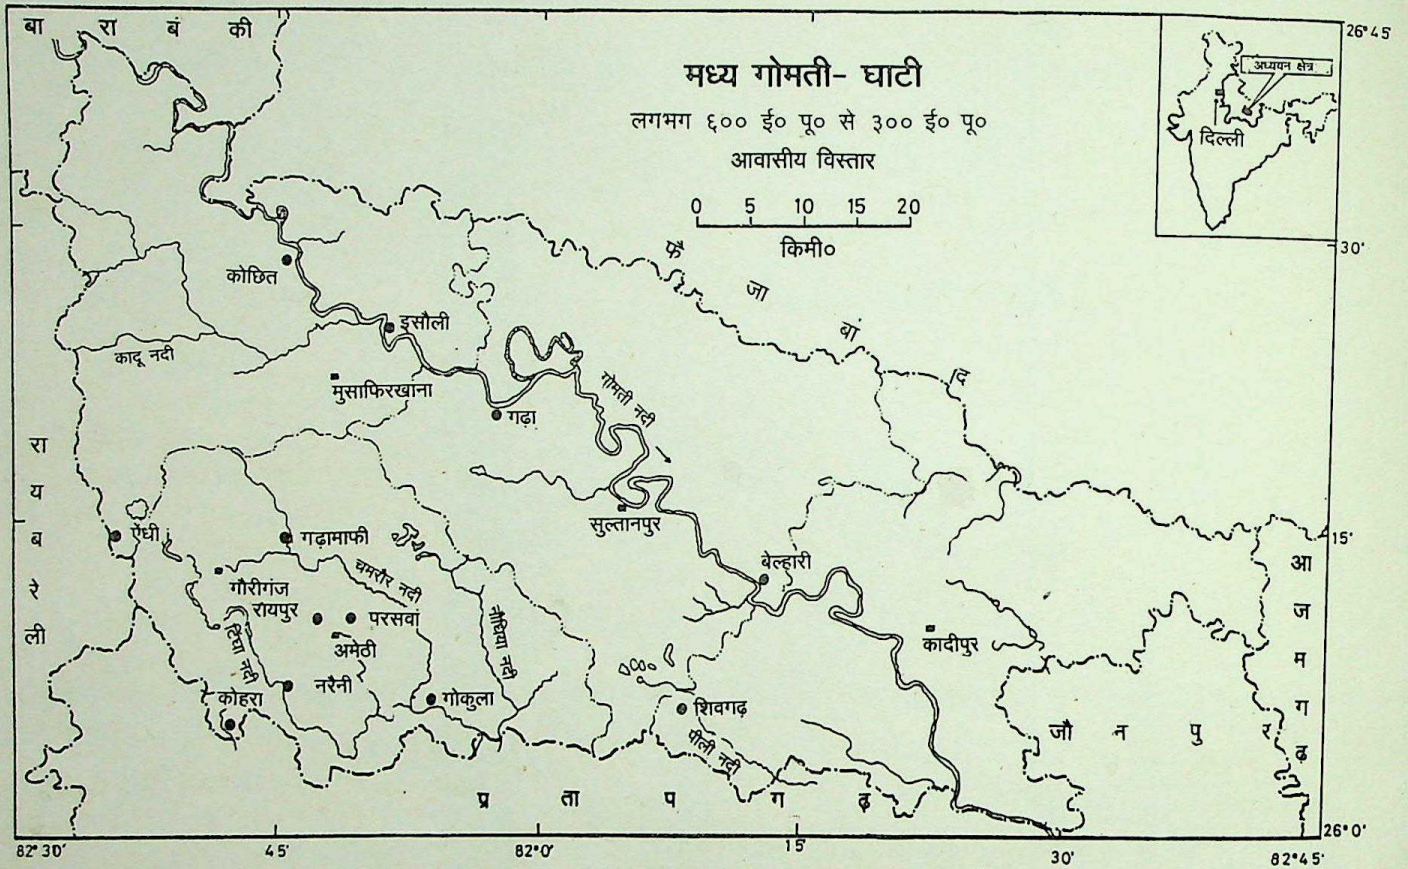 बा रा बं की
26°45'
मध्य गोमती- घाटी
अध्ययन क्षेत्र
लगभग ६०० ई० पू० से ३०० ई० पू०
दिल्ली
आवासीय विस्तार
0 5 10 15 20
किमी०
30'
फै जा बां द
कोछित
इसौली
कादू नदी
मुसाफिरखाना
गढ़ा
गोमती नदी
रा य ब रे ली
सुल्तानपुर
ऐंधी
गढ़ामाफी
15'
बेल्हारी
आ ज म ग ढ़
गौरीगंज
चमरौर नदी
रायपुर
परसवां
अमेठी
नौधिया नदी
कादीपुर
नदी
नरैनी
कोहरा
गोकुला
शिवगढ़
पीली नदी
जौ न पु र
प्र ता प ग ढ़
26°0'
82°30' 45' 82°0' 15' 30' 82°45'